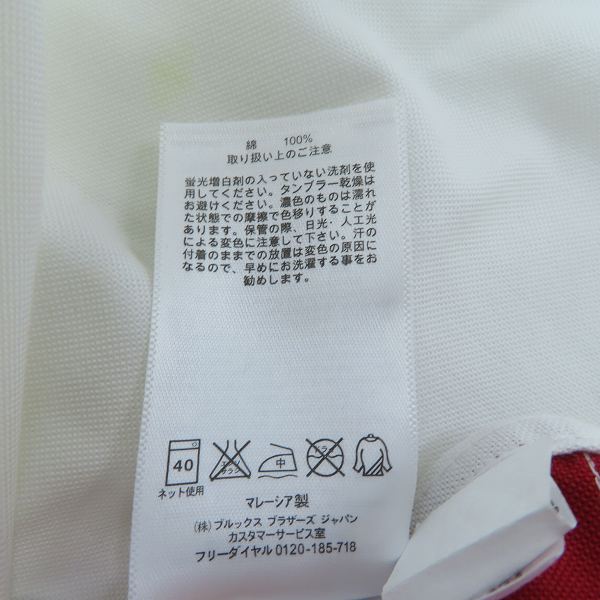 綿 100%
取り扱い上のご注意
蛍光増白剤の入っていない洗剤を使
用してください。タンブラー乾燥は
お避けください。濃色のものは濡れ
た状態での摩擦で色移りすることが
あります。保管の際、日光・人工光
による変色に注意して下さい。汗の
付着のままでの放置は変色の原因に
なるので、早めにお洗濯する事をお
勧めします。
40 中 ドライ
ネット使用
マレーシア製
(株) ブルックス ブラザーズ ジャパン
カスタマーサービス室
フリーダイヤル 0120-185-718